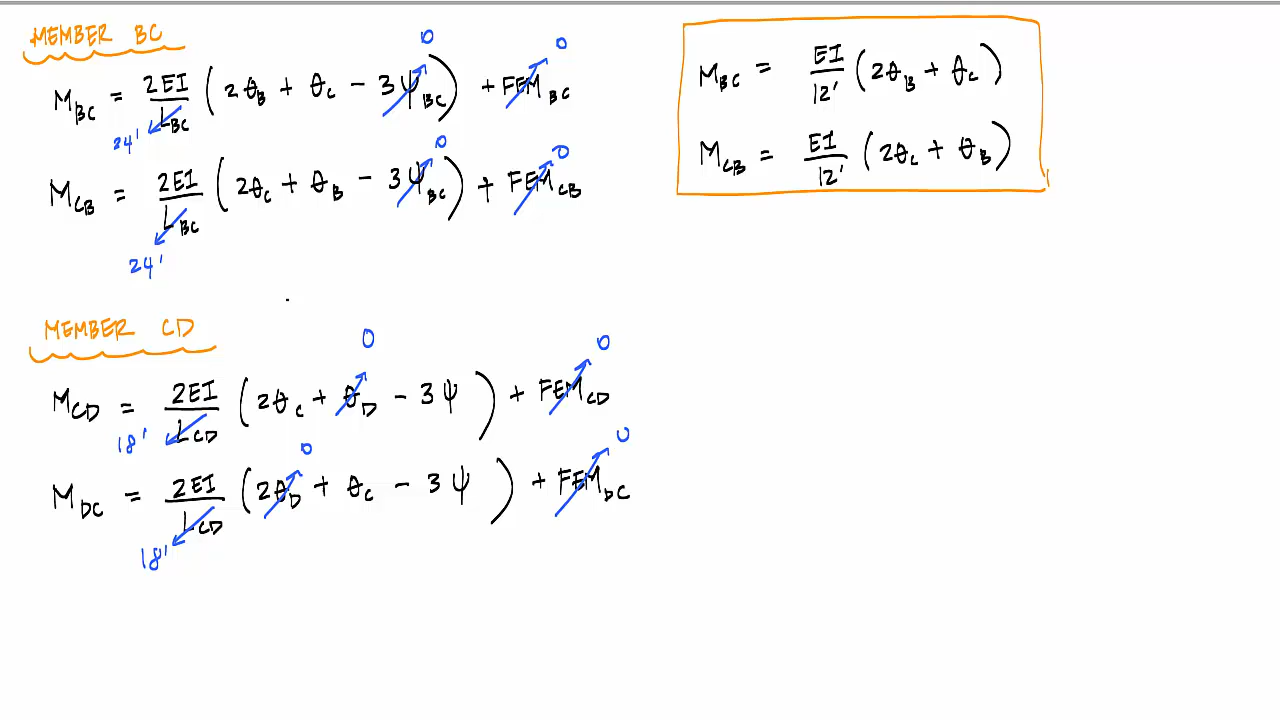 MEMBER BC
0 0
M_BC = 2EI/L_BC (2θ_B + θ_C − 3ψ_BC) + FEM_BC
24'
0 0
M_CB = 2EI/L_BC (2θ_C + θ_B − 3ψ_BC) + FEM_CB
24'
M_BC = EI/12' (2θ_B + θ_C)
M_CB = EI/12' (2θ_C + θ_B)
MEMBER CD
0 0
M_CD = 2EI/L_CD (2θ_C + θ_D − 3ψ) + FEM_CD
18'
0 0
M_DC = 2EI/L_CD (2θ_D + θ_C − 3ψ) + FEM_DC
18'